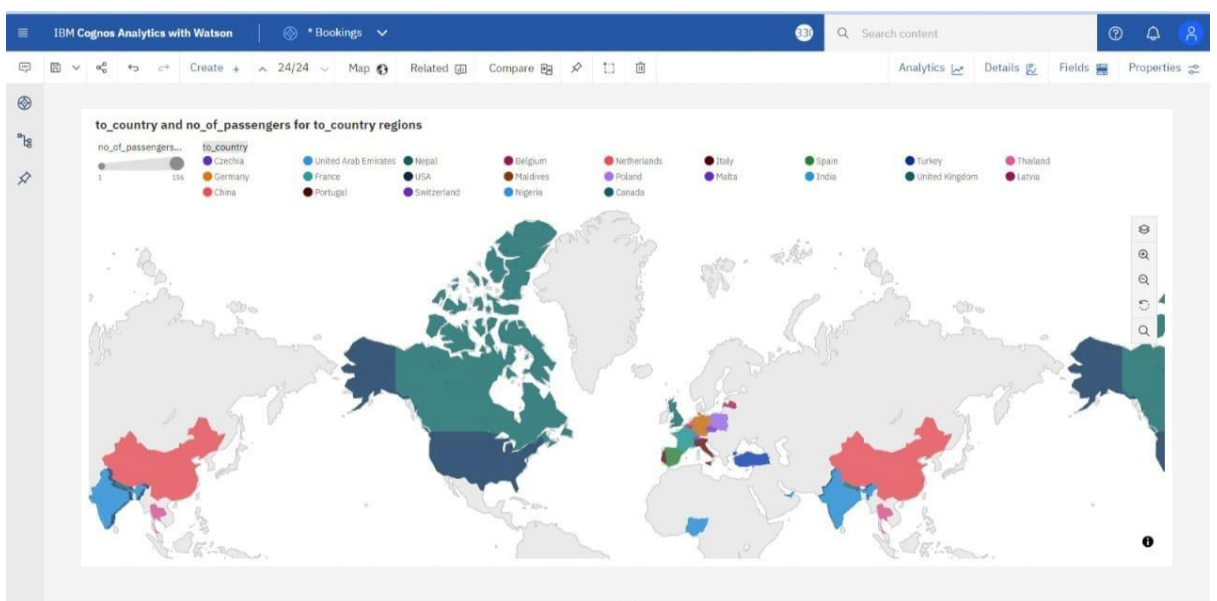 IBM Cognos Analytics with Watson * Bookings 330 Search content
Create + 24/24 Map Related Compare Analytics Details Fields Properties
to_country and no_of_passengers for to_country regions
no_of_passengers... to_country
1 156
Czechia United Arab Emirates Nepal Belgium Netherlands Italy Spain Turkey Thailand
Germany France USA Maldives Poland Malta India United Kingdom Latvia
China Portugal Switzerland Nigeria Canada